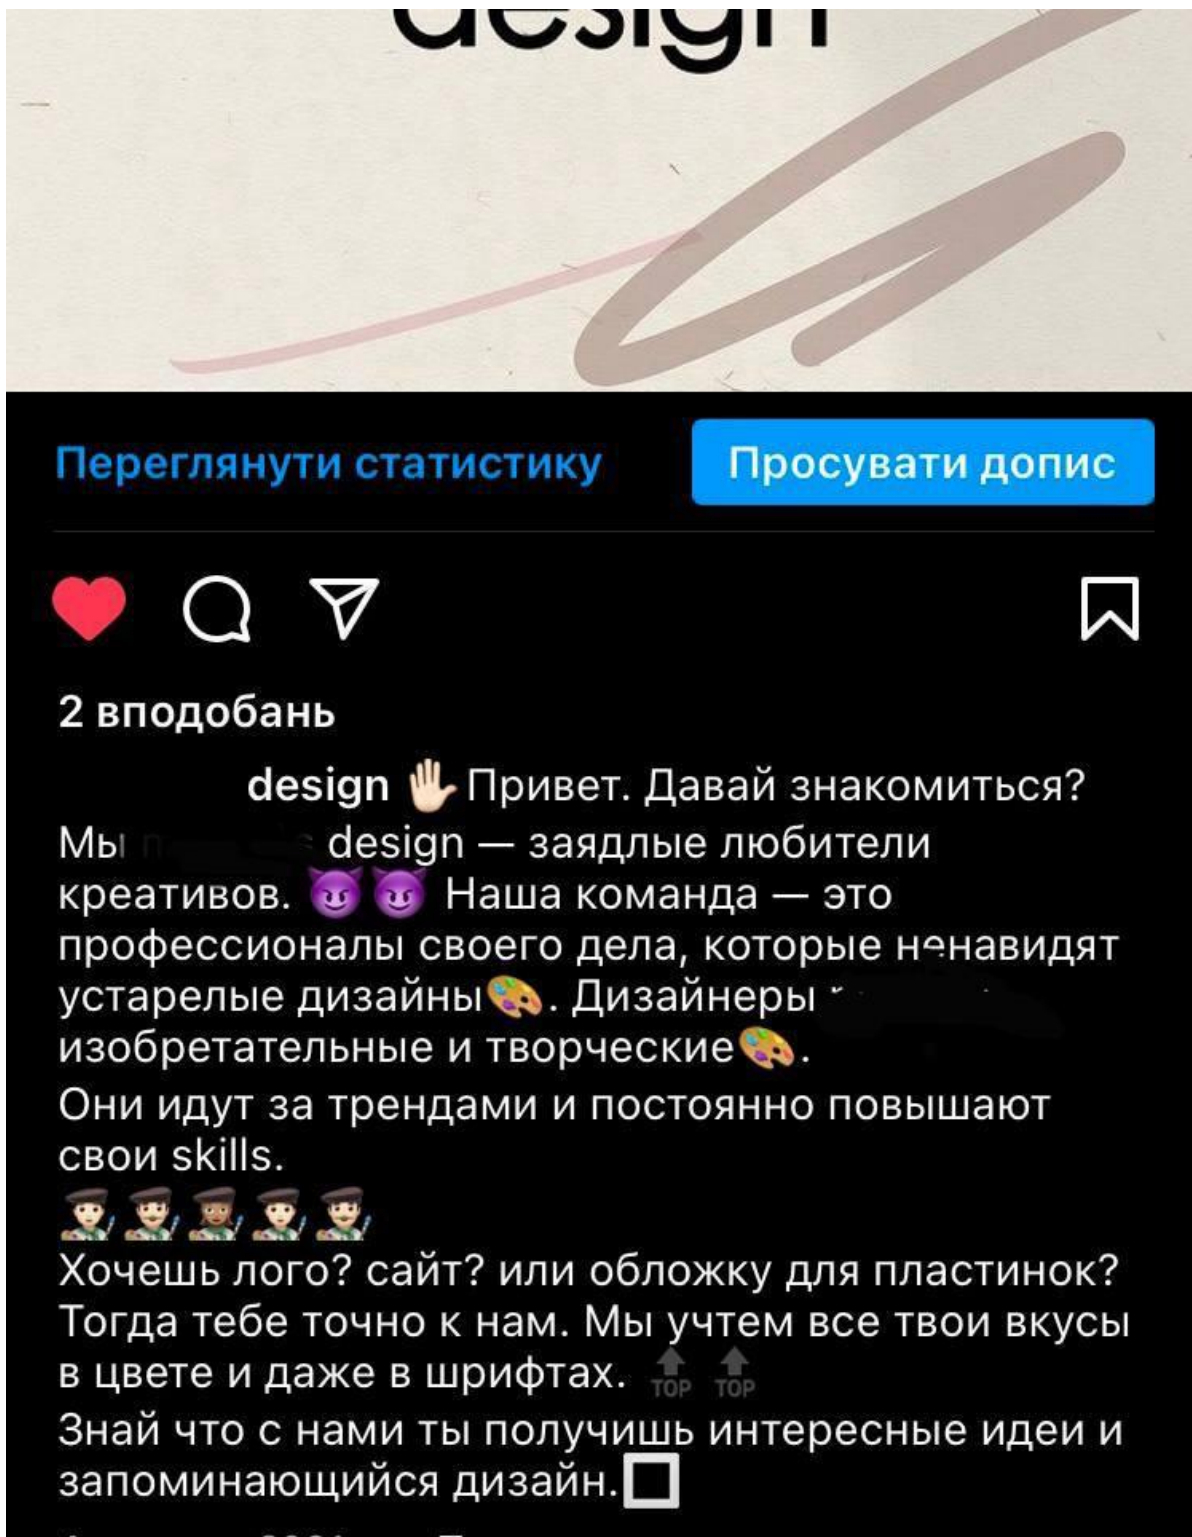 design
Переглянути статистику
Просувати допис
2 вподобань
design 🤚🏻 Привет. Давай знакомиться?
Мы design — заядлые любители
креативов. 😈😈 Наша команда — это
профессионалы своего дела, которые ненавидят
устарелые дизайны🎨. Дизайнеры
изобретательные и творческие🎨.
Они идут за трендами и постоянно повышают
свои skills.
👨🏻‍🎨👨🏻‍🎨👩🏽‍🎨👨🏻‍🎨👨🏻‍🎨
Хочешь лого? сайт? или обложку для пластинок?
Тогда тебе точно к нам. Мы учтем все твои вкусы
в цвете и даже в шрифтах. 🔝 🔝
Знай что с нами ты получишь интересные идеи и
запоминающийся дизайн.🔳